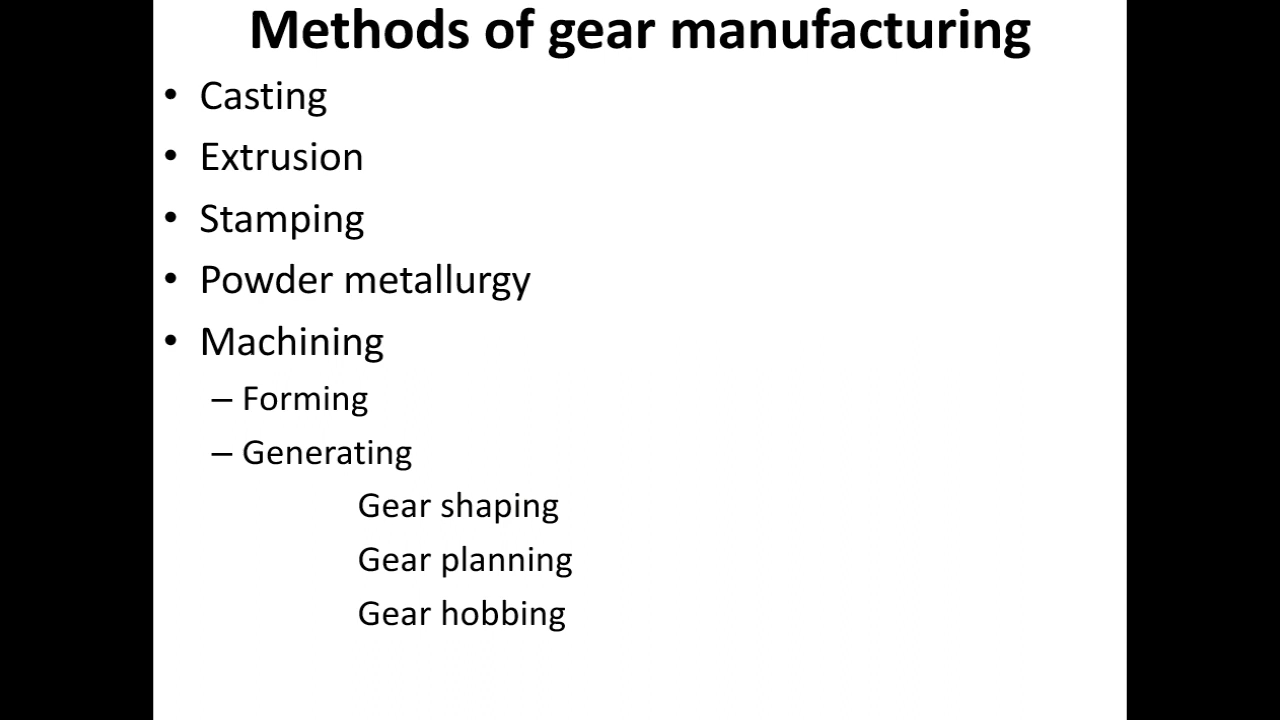 Methods of gear manufacturing
• Casting
• Extrusion
• Stamping
• Powder metallurgy
• Machining
– Forming
– Generating
Gear shaping
Gear planning
Gear hobbing